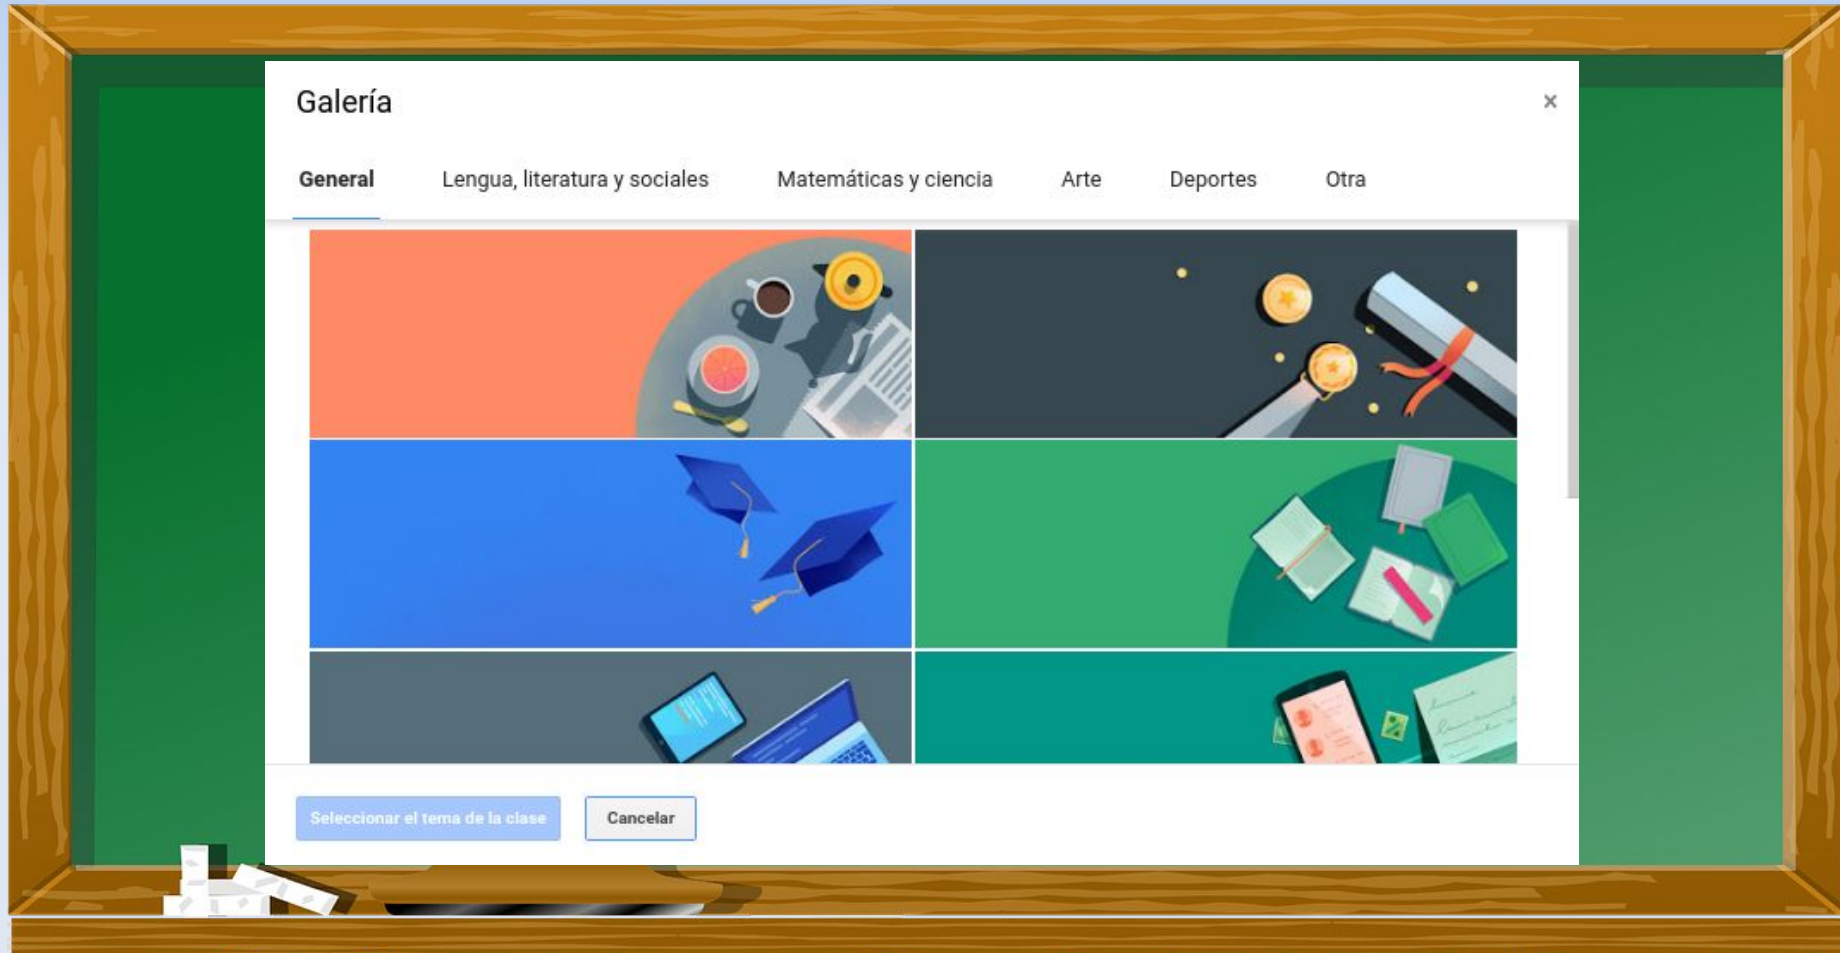 Galería
×
General Lengua, literatura y sociales Matemáticas y ciencia Arte Deportes Otra
Seleccionar el tema de la clase Cancelar